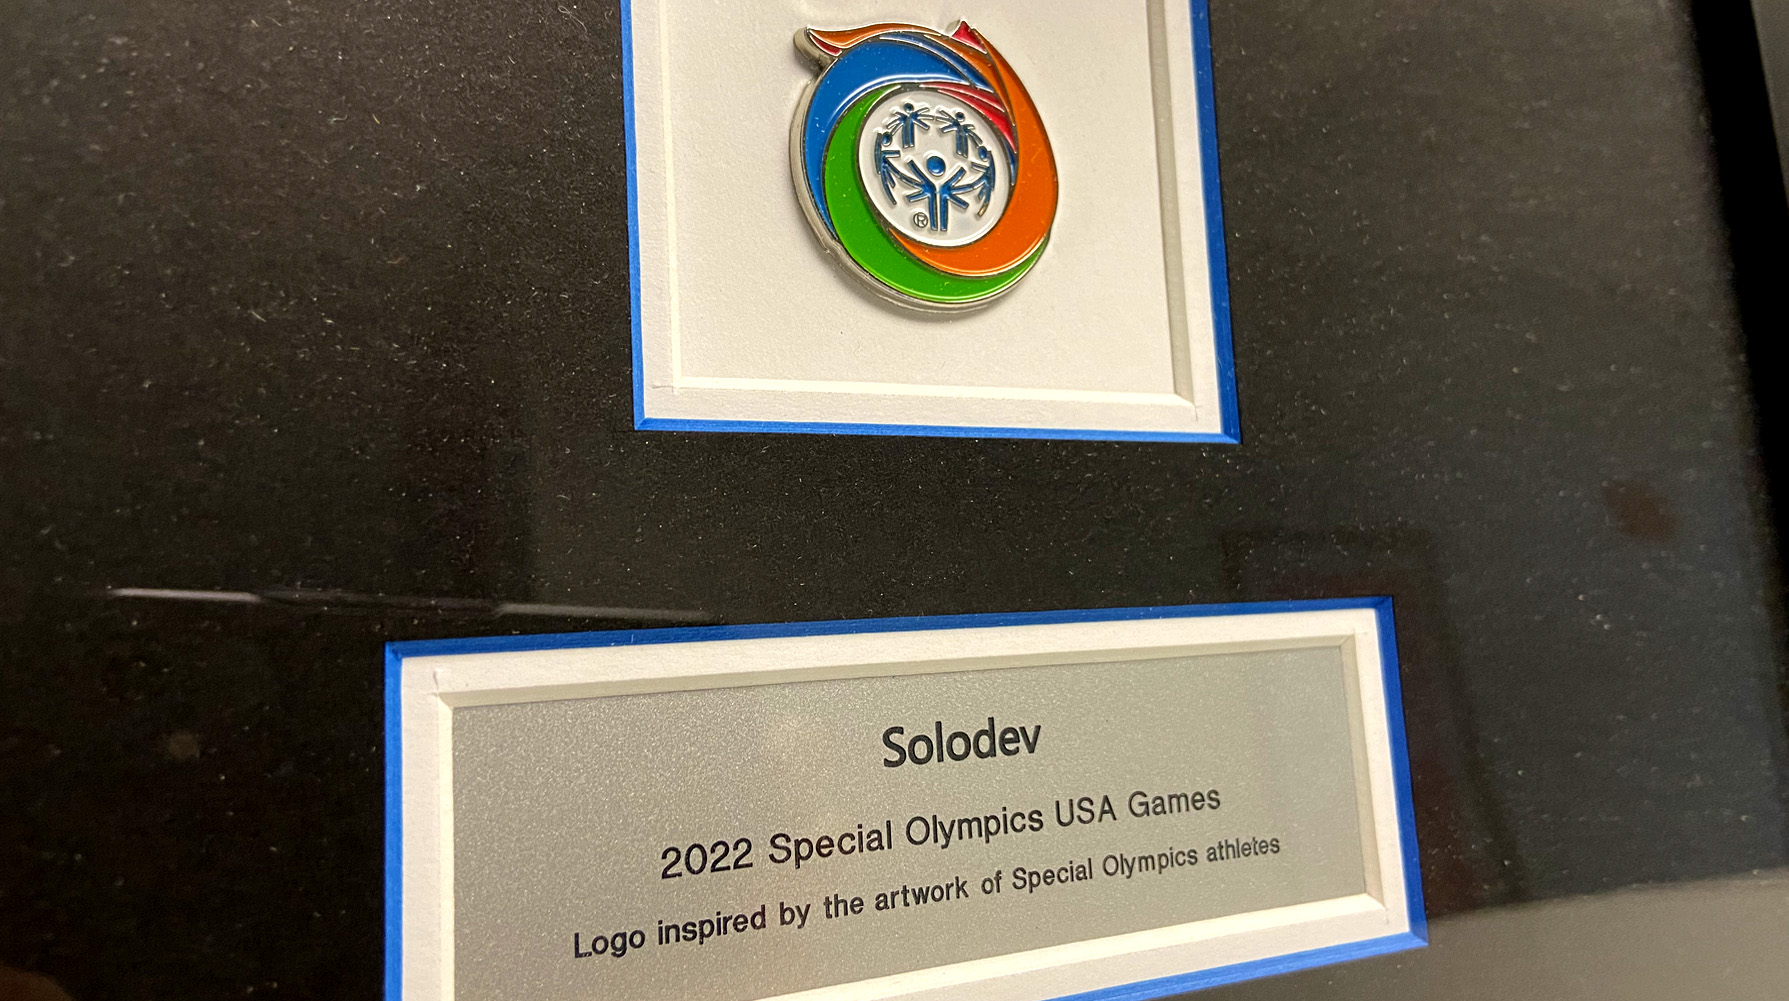 ®
Solodev
2022 Special Olympics USA Games
Logo inspired by the artwork of Special Olympics athletes